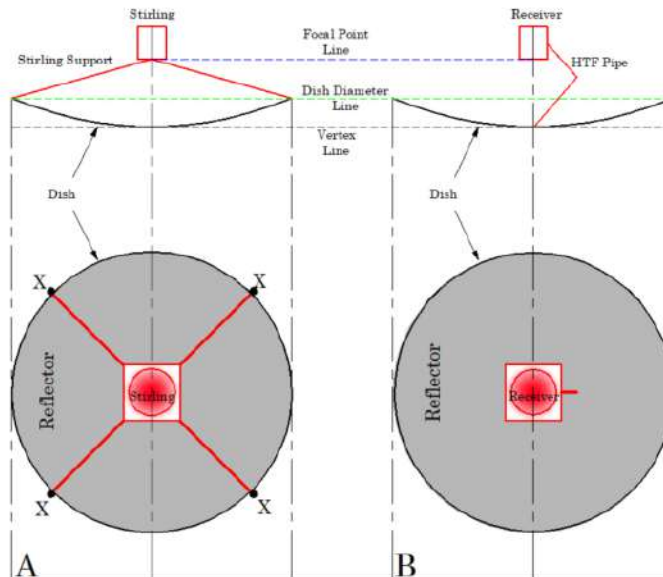 Stirling
Receiver
Focal Point
Line
Stirling Support
HTF Pipe
Dish Diameter
Line
Vertex
Line
Dish
Dish
X
X
Reflector
Stirling
Reflector
Receiver
X
X
A
B